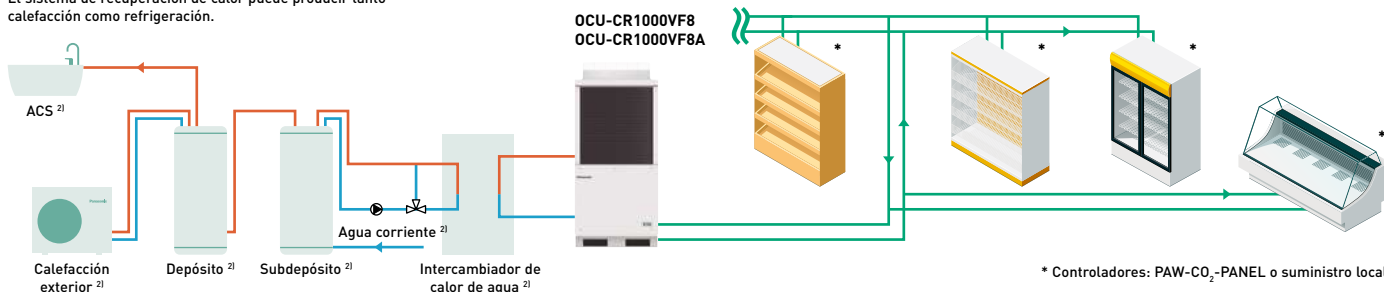 El sistema de recuperación de calor puede producir tanto
calefacción como refrigeración.
OCU-CR1000VF8
OCU-CR1000VF8A
*
*
*
*
ACS 2)
Panasonic
Agua corriente 2)
Calefacción
exterior 2)
Depósito 2)
Subdepósito 2)
Intercambiador de
calor de agua 2)
* Controladores: PAW-CO₂-PANEL o suministro local